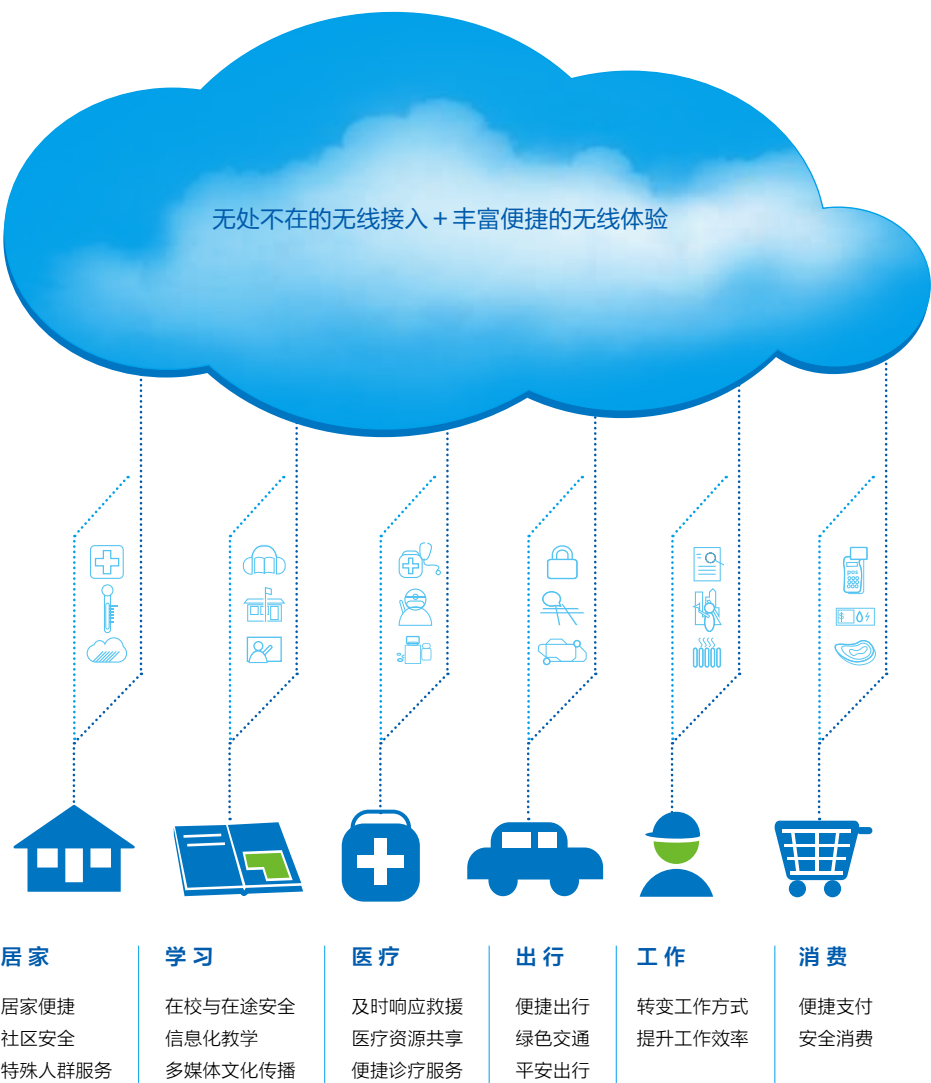 无处不在的无线接入 + 丰富便捷的无线体验
居家
居家便捷
社区安全
特殊人群服务
学习
在校与在途安全
信息化教学
多媒体文化传播
医疗
及时响应救援
医疗资源共享
便捷诊疗服务
出行
便捷出行
绿色交通
平安出行
工作
转变工作方式
提升工作效率
消费
便捷支付
安全消费